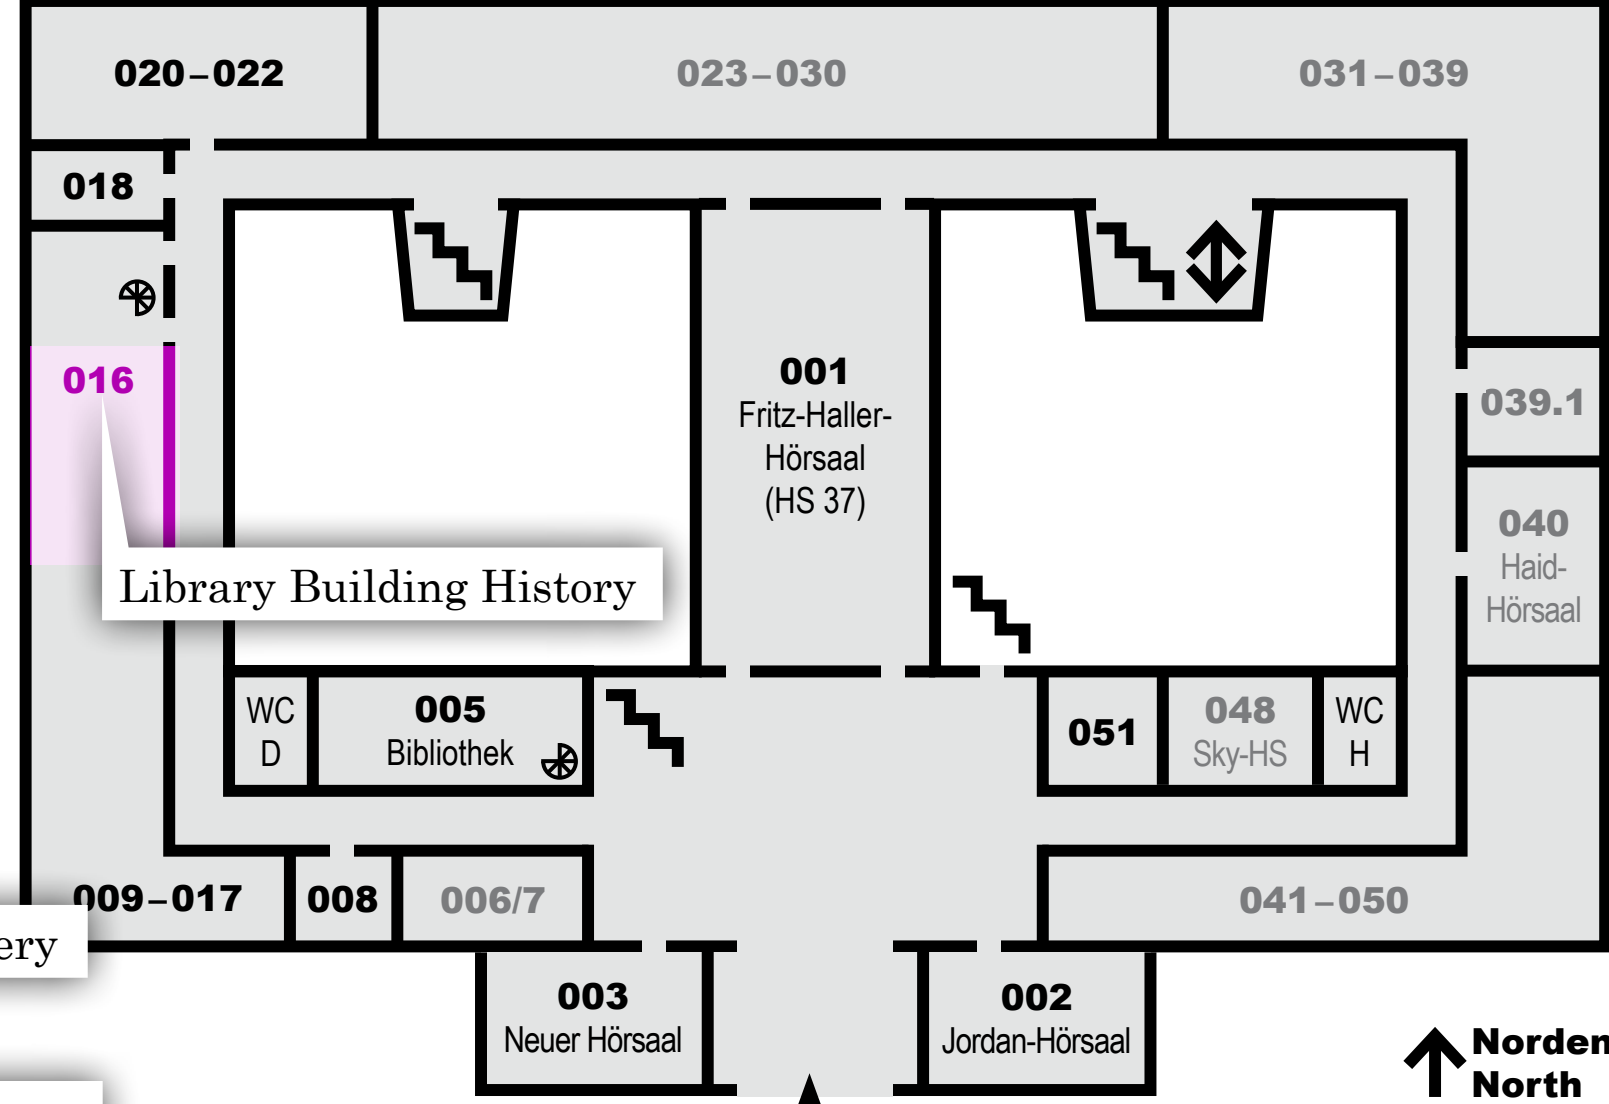 020–022
023–030
031–039
018
016
001
Fritz-Haller-
Hörsaal
(HS 37)
039.1
040
Haid-
Hörsaal
Library Building History
WC
D
005
Bibliothek
051
048
Sky-HS
WC
H
009–017
008
006/7
041–050
003
Neuer Hörsaal
002
Jordan-Hörsaal
Norden
North